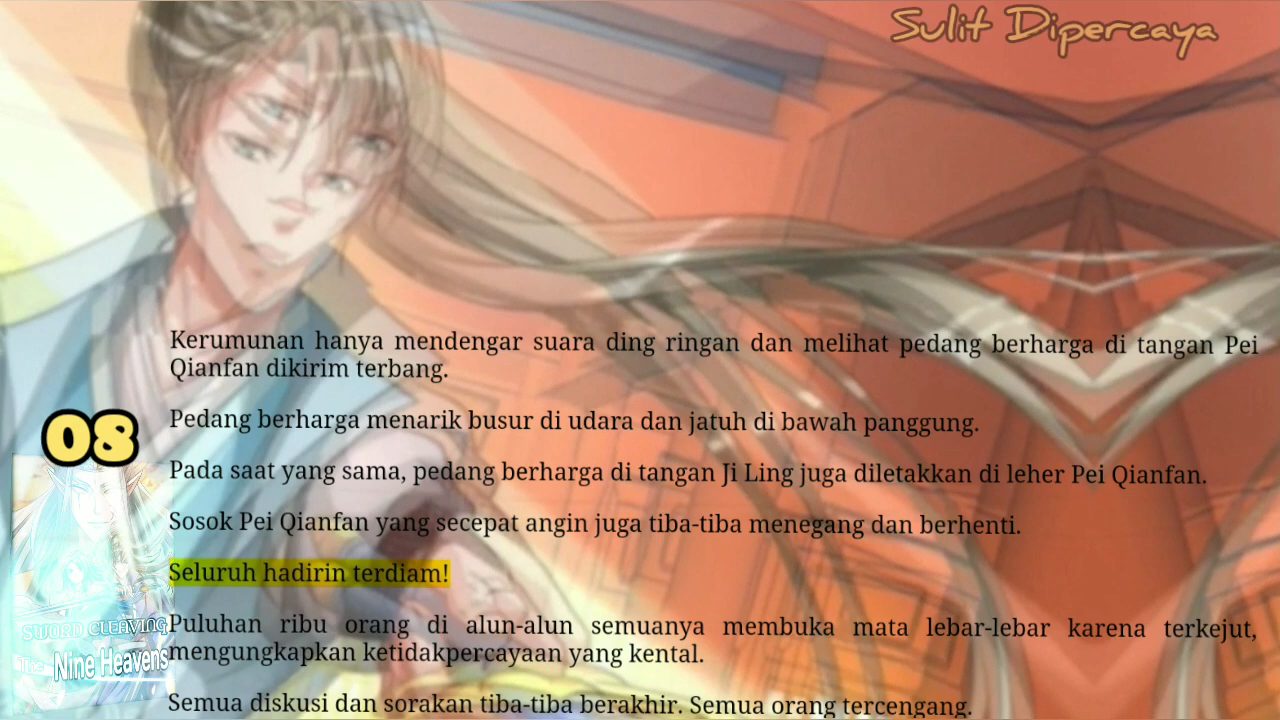 Sulit Dipercaya
Kerumunan hanya mendengar suara ding ringan dan melihat pedang berharga di tangan Pei
Qianfan dikirim terbang.
Pedang berharga menarik busur di udara dan jatuh di bawah panggung.
08
Pada saat yang sama, pedang berharga di tangan Ji Ling juga diletakkan di leher Pei Qianfan.
Sosok Pei Qianfan yang secepat angin juga tiba-tiba menegang dan berhenti.
Seluruh hadirin terdiam!
Puluhan ribu orang di alun-alun semuanya membuka mata lebar-lebar karena terkejut,
mengungkapkan ketidakpercayaan yang kental.
Semua diskusi dan sorakan tiba-tiba berakhir. Semua orang tercengang.
SWORD CLEAVING
The Nine Heavens